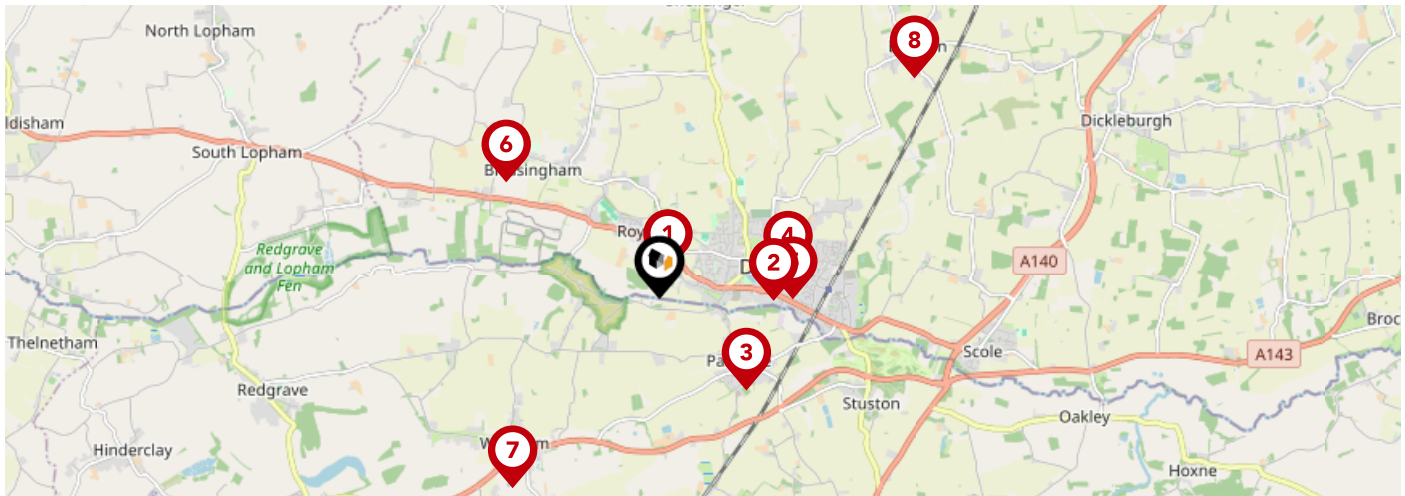 North Lopham
8
Dickleburgh
6
South Lopham
1
4
Redgrave
and Lopham
Fen
2
A140
Thelnetham
3
Scole
A143
Redgrave
Stuston
Oakley
7
Hinderclay
Hoxne